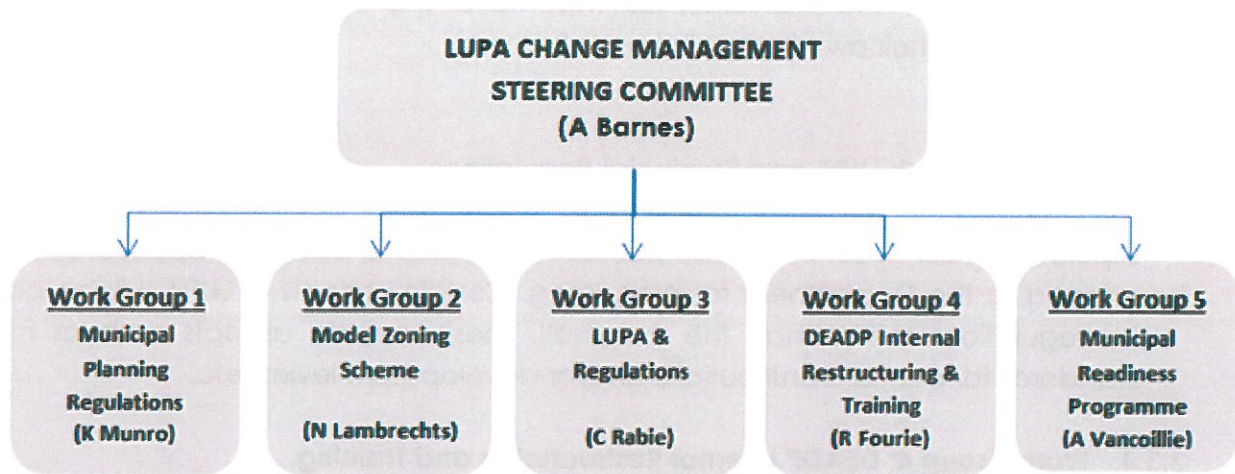 LUPA CHANGE MANAGEMENT
STEERING COMMITTEE
(A Barnes)
Work Group 1
Municipal
Planning
Regulations
(K Munro)
Work Group 2
Model Zoning
Scheme
(N Lambrechts)
Work Group 3
LUPA &
Regulations
(C Rabie)
Work Group 4
DEADP Internal
Restructuring &
Training
(R Fourie)
Work Group 5
Municipal
Readiness
Programme
(A Vancoillie)